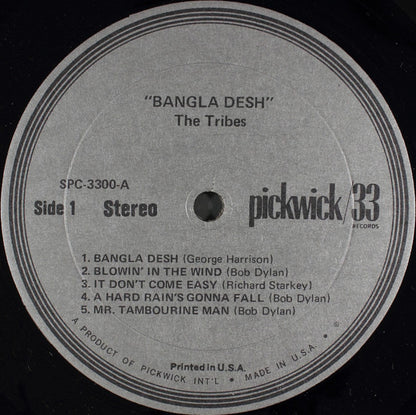 "BANGLA DESH"
The Tribes
SPC-3300-A
Side 1 Stereo
pickwick/33
RECORDS
1. BANGLA DESH (George Harrison)
2. BLOWIN' IN THE WIND (Bob Dylan)
3. IT DON'T COME EASY (Richard Starkey)
4. A HARD RAIN'S GONNA FALL (Bob Dylan)
5. MR. TAMBOURINE MAN (Bob Dylan)
Printed in U.S.A.
• A PRODUCT OF PICKWICK INT'L • MADE IN U.S.A. • ®